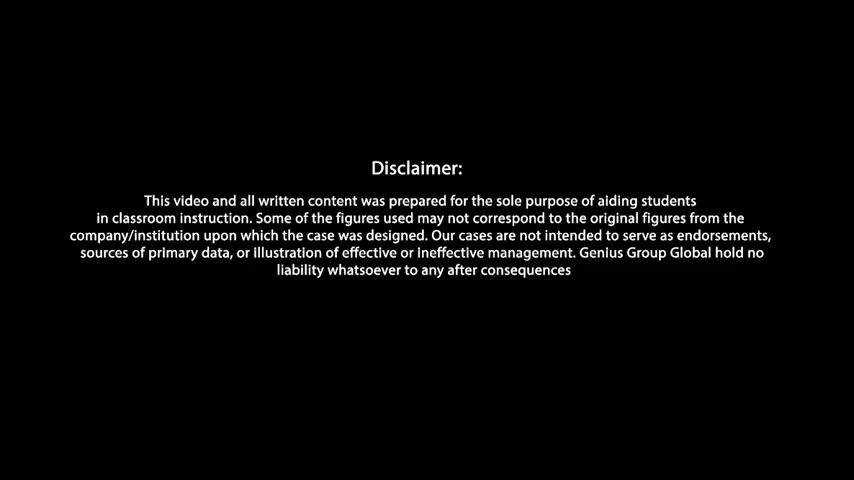 Disclaimer:
This video and all written content was prepared for the sole purpose of aiding students
in classroom instruction. Some of the figures used may not correspond to the original figures from the
company/institution upon which the case was designed. Our cases are not intended to serve as endorsements,
sources of primary data, or illustration of effective or ineffective management. Genius Group Global hold no
liability whatsoever to any after consequences